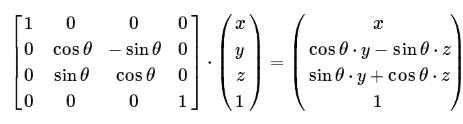 [1 0 0 0] (x) (x)
[0 cosθ −sinθ 0] · (y) = (cosθ·y − sinθ·z)
[0 sinθ cosθ 0] (z) (sinθ·y + cosθ·z)
[0 0 0 1] (1) (1)